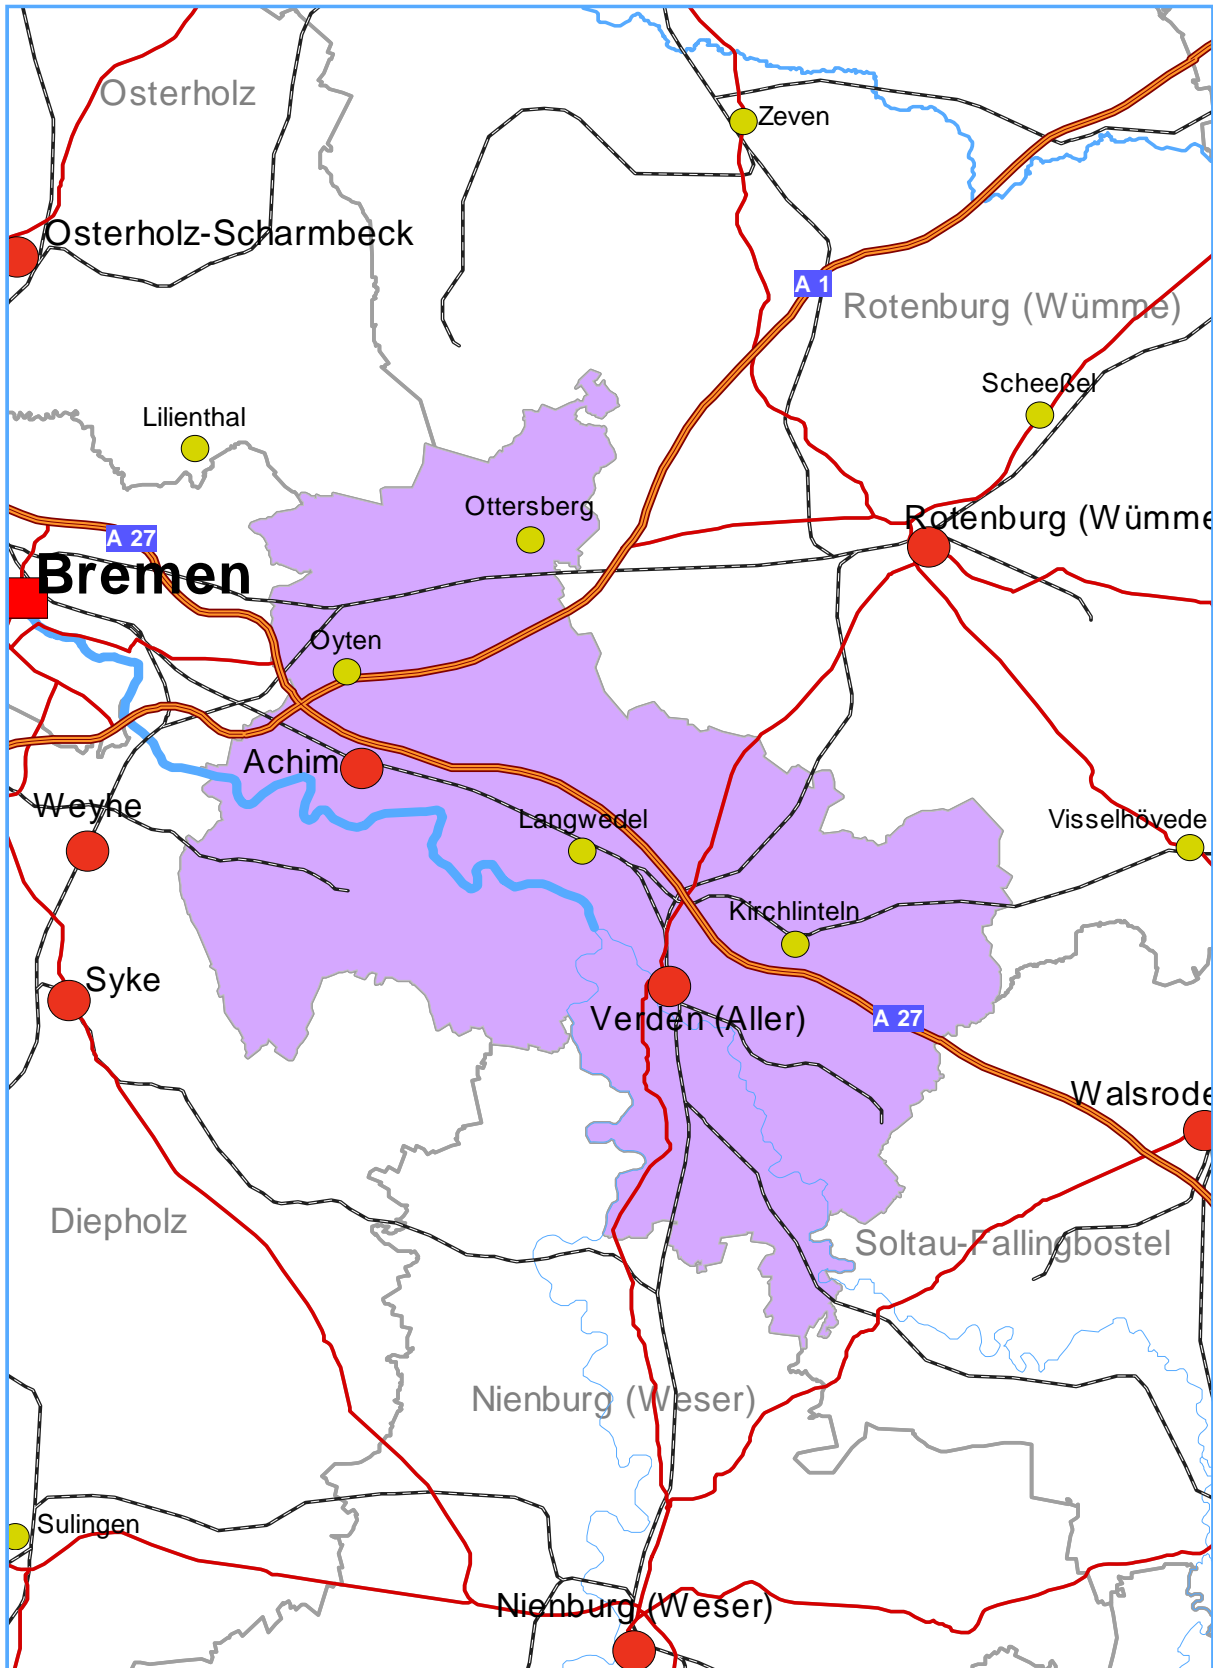 Osterholz
Zeven
Osterholz-Scharmbeck
A 1
Rotenburg (Wümme)
Scheeßel
Lilienthal
Ottersberg
Rotenburg (Wümme
A 27
Bremen
Oyten
Achim
Weyhe
Langwedel
Visselhövede
Kirchlinteln
Syke
Verden (Aller)
A 27
Walsrode
Diepholz
Soltau-Fallingbostel
Nienburg (Weser)
Sulingen
Nienburg (Weser)